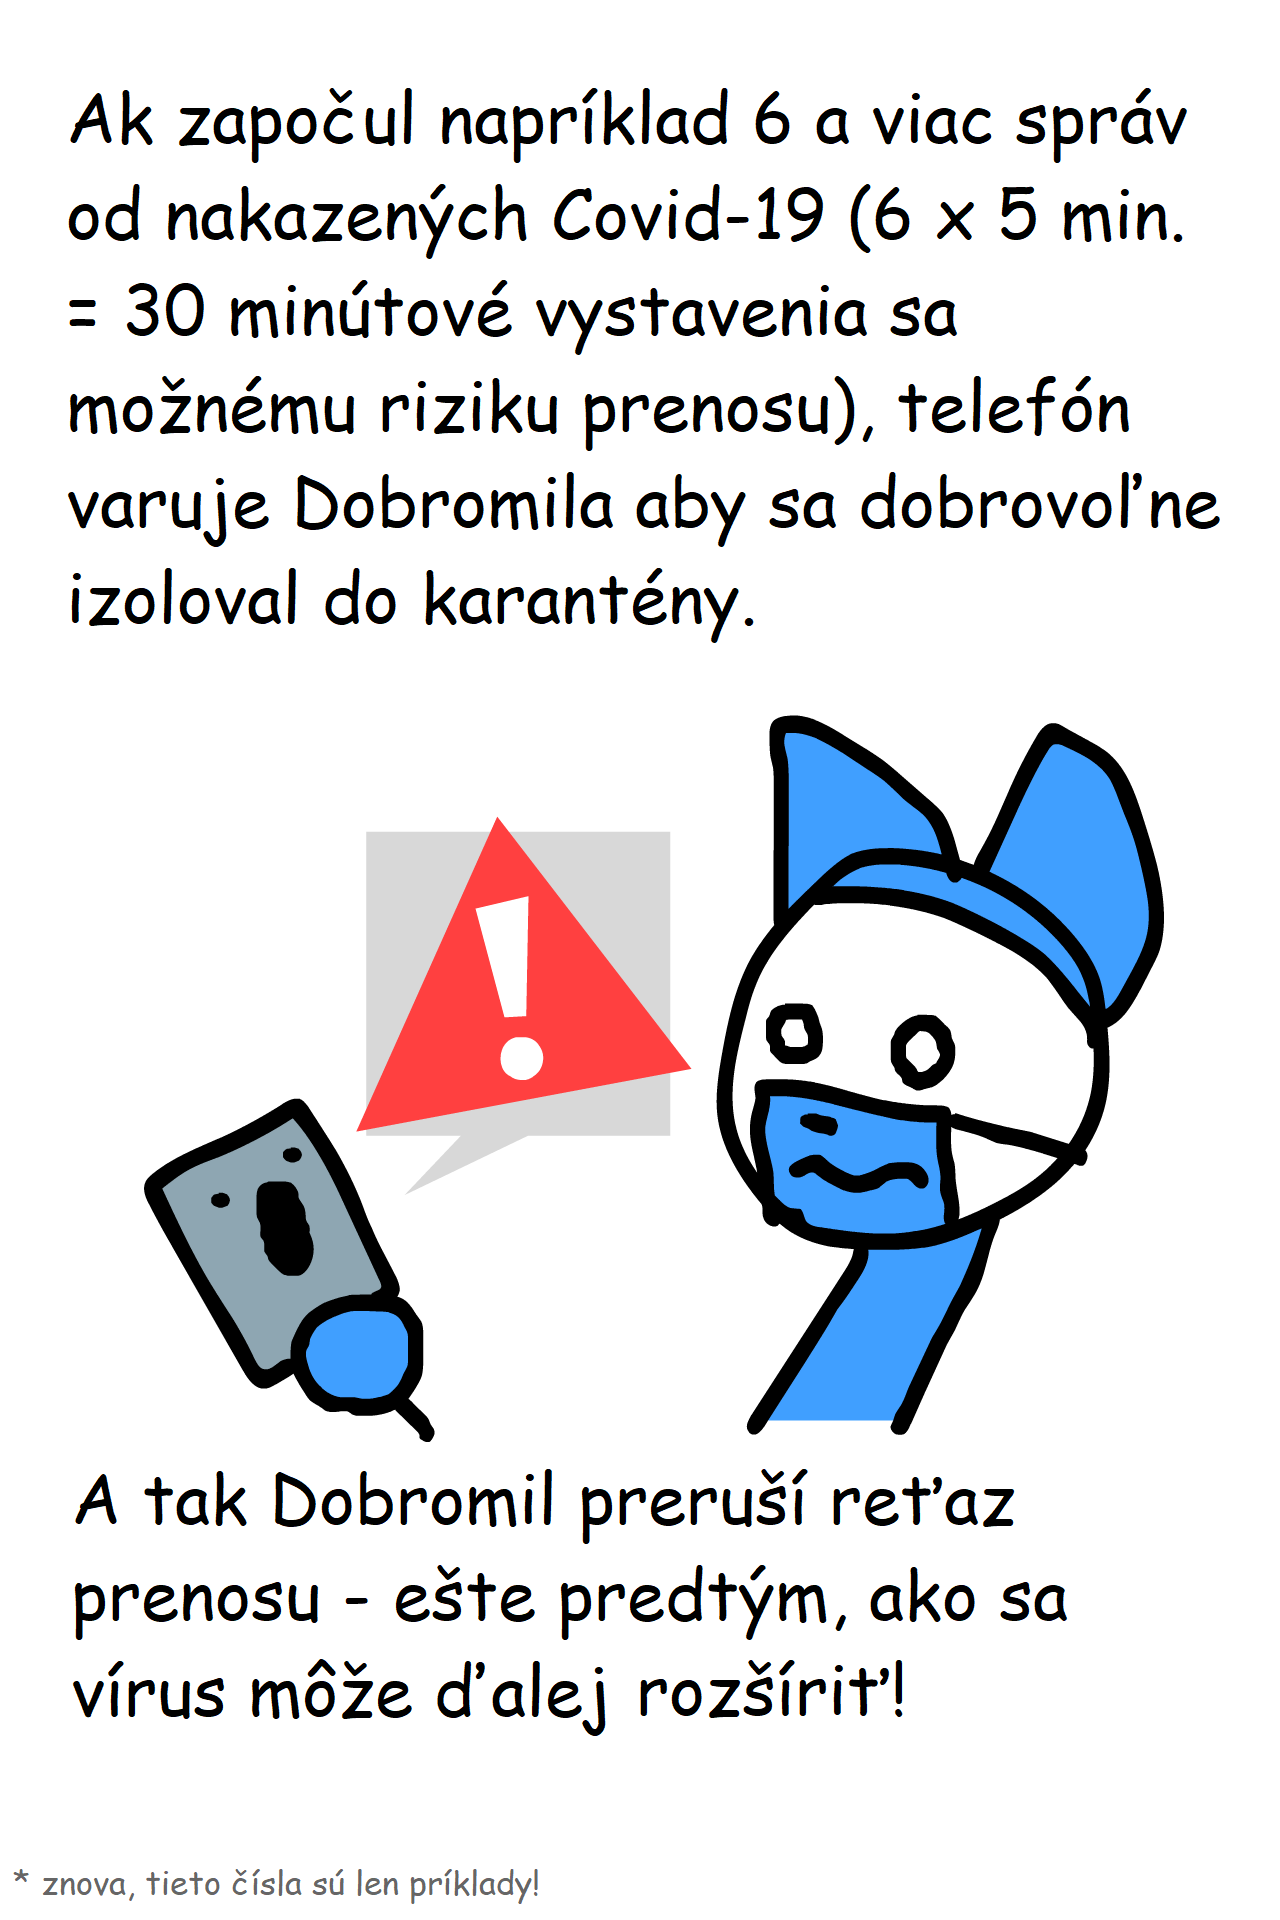 Ak započul napríklad 6 a viac správ
od nakazených Covid-19 (6 x 5 min.
= 30 minútové vystavenia sa
možnému riziku prenosu), telefón
varuje Dobromila aby sa dobrovoľne
izoloval do karantény.
!
A tak Dobromil preruší reťaz
prenosu - ešte predtým, ako sa
vírus môže ďalej rozšíriť!
* znova, tieto čísla sú len príklady!